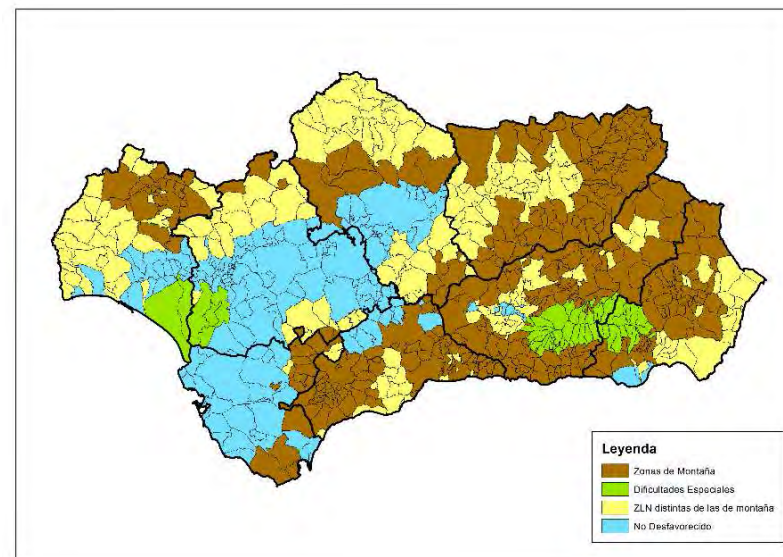 Leyenda
Zonas de Montaña
Dificultades Especiales
ZLN distintas de las de montaña
No Desfavorecido